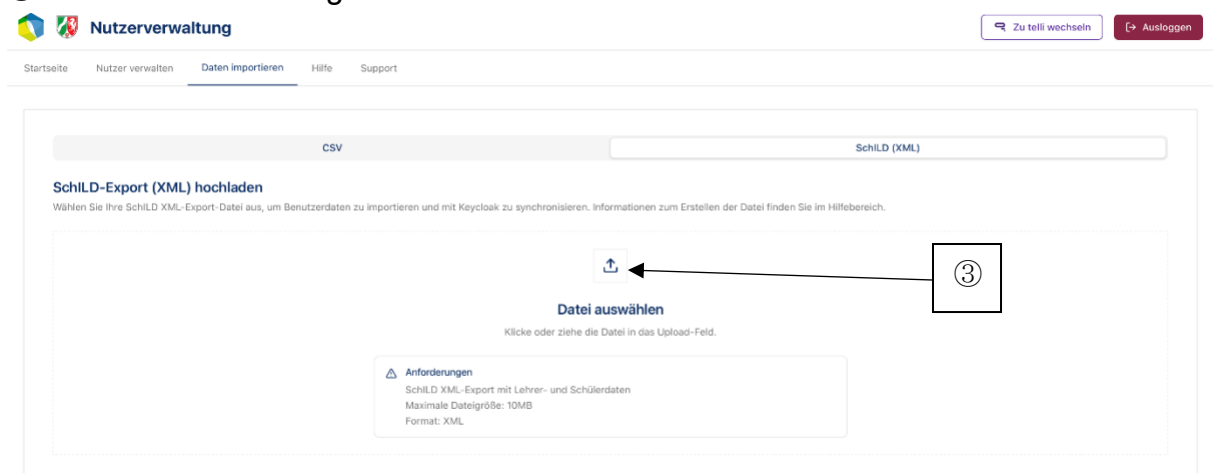 Nutzerverwaltung
Zu telli wechseln
Ausloggen
Startseite Nutzer verwalten Daten importieren Hilfe Support
CSV SchILD (XML)
SchILD-Export (XML) hochladen
Wählen Sie Ihre SchILD XML-Export-Datei aus, um Benutzerdaten zu importieren und mit Keycloak zu synchronisieren. Informationen zum Erstellen der Datei finden Sie im Hilfebereich.
③
Datei auswählen
Klicke oder ziehe die Datei in das Upload-Feld.
Anforderungen
SchILD XML-Export mit Lehrer- und Schülerdaten
Maximale Dateigröße: 10MB
Format: XML